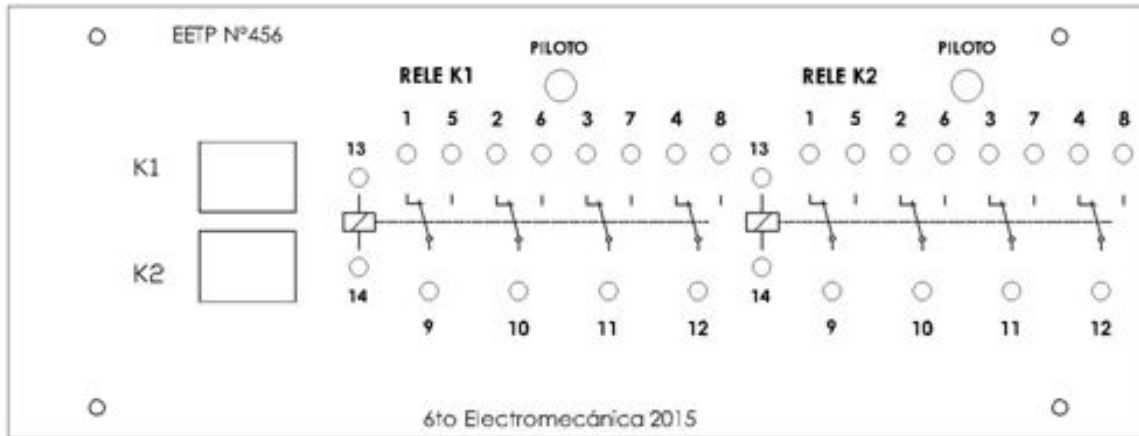 EETP Nº456
PILOTO PILOTO
RELE K1 RELE K2
1 5 2 6 3 7 4 8 1 5 2 6 3 7 4 8
K1 13 13
K2 14 14
9 10 11 12 9 10 11 12
6to Electromecánica 2015